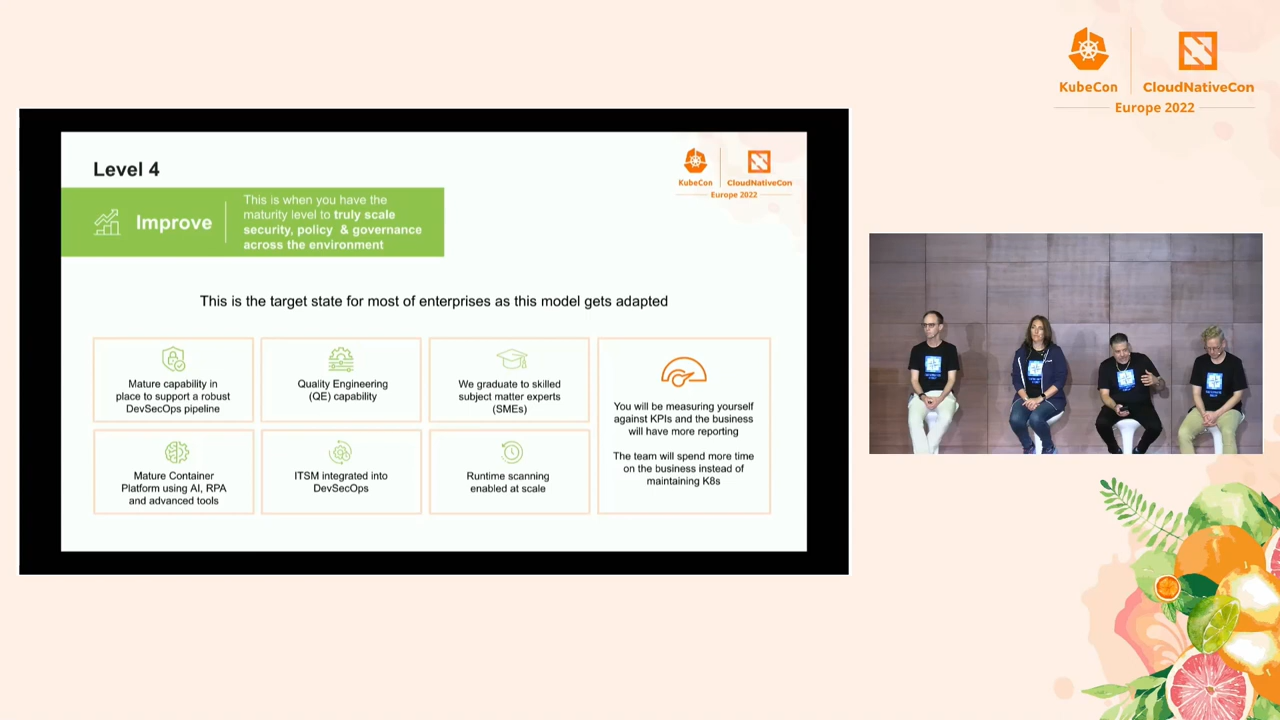 KubeCon
CloudNativeCon
Europe 2022
Level 4
KubeCon
CloudNativeCon
Europe 2022
Improve
This is when you have the
maturity level to truly scale
security, policy & governance
across the environment
This is the target state for most of enterprises as this model gets adapted
Mature capability in
place to support a robust
DevSecOps pipeline
Quality Engineering
(QE) capability
We graduate to skilled
subject matter experts
(SMEs)
You will be measuring yourself
against KPIs and the business
will have more reporting
The team will spend more time
on the business instead of
maintaining K8s
Mature Container
Platform using AI, RPA
and advanced tools
ITSM integrated into
DevSecOps
Runtime scanning
enabled at scale